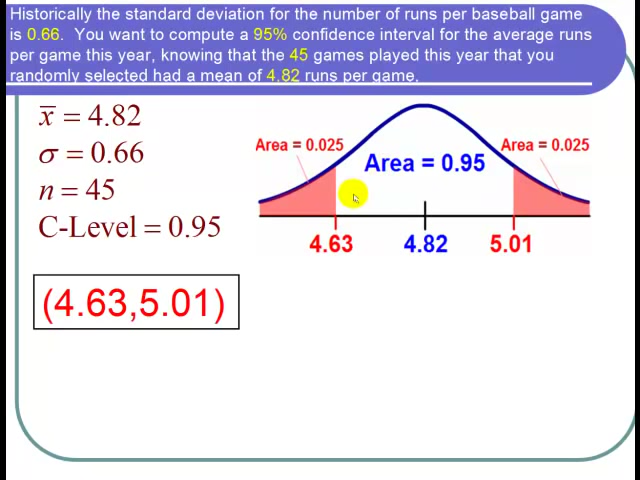 Historically the standard deviation for the number of runs per baseball game
is 0.66. You want to compute a 95% confidence interval for the average runs
per game this year, knowing that the 45 games played this year that you
randomly selected had a mean of 4.82 runs per game.
x̅ = 4.82
σ = 0.66
n = 45
C-Level = 0.95
(4.63,5.01)
Area = 0.025
Area = 0.025
Area = 0.95
4.63 4.82 5.01